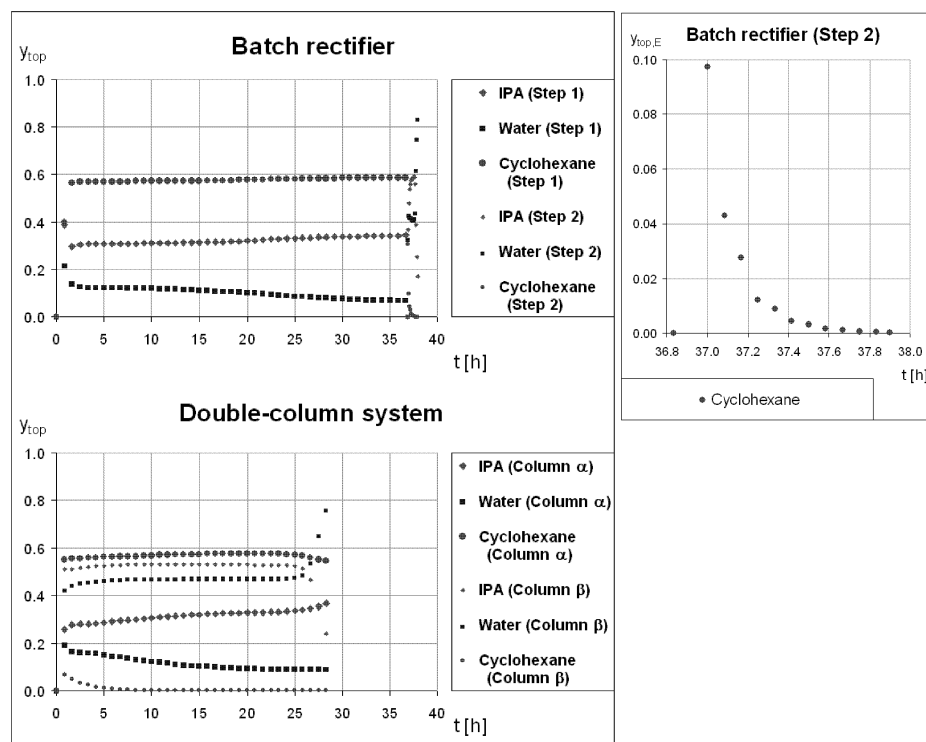 Batch rectifier
y top
1.0
0.8
0.6
0.4
0.2
0.0
0 5 10 15 20 25 30 35 40
t [h]
IPA (Step 1)
Water (Step 1)
Cyclohexane
(Step 1)
IPA (Step 2)
Water (Step 2)
Cyclohexane
(Step 2)
Batch rectifier (Step 2)
y top,E
0.10
0.08
0.06
0.04
0.02
0.00
36.8 37.0 37.2 37.4 37.6 37.8 38.0
t [h]
Cyclohexane
Double-column system
y top
1.0
0.8
0.6
0.4
0.2
0.0
0 5 10 15 20 25 30 35 40
t [h]
IPA (Column α)
Water (Column α)
Cyclohexane
(Column α)
IPA (Column β)
Water (Column β)
Cyclohexane
(Column β)